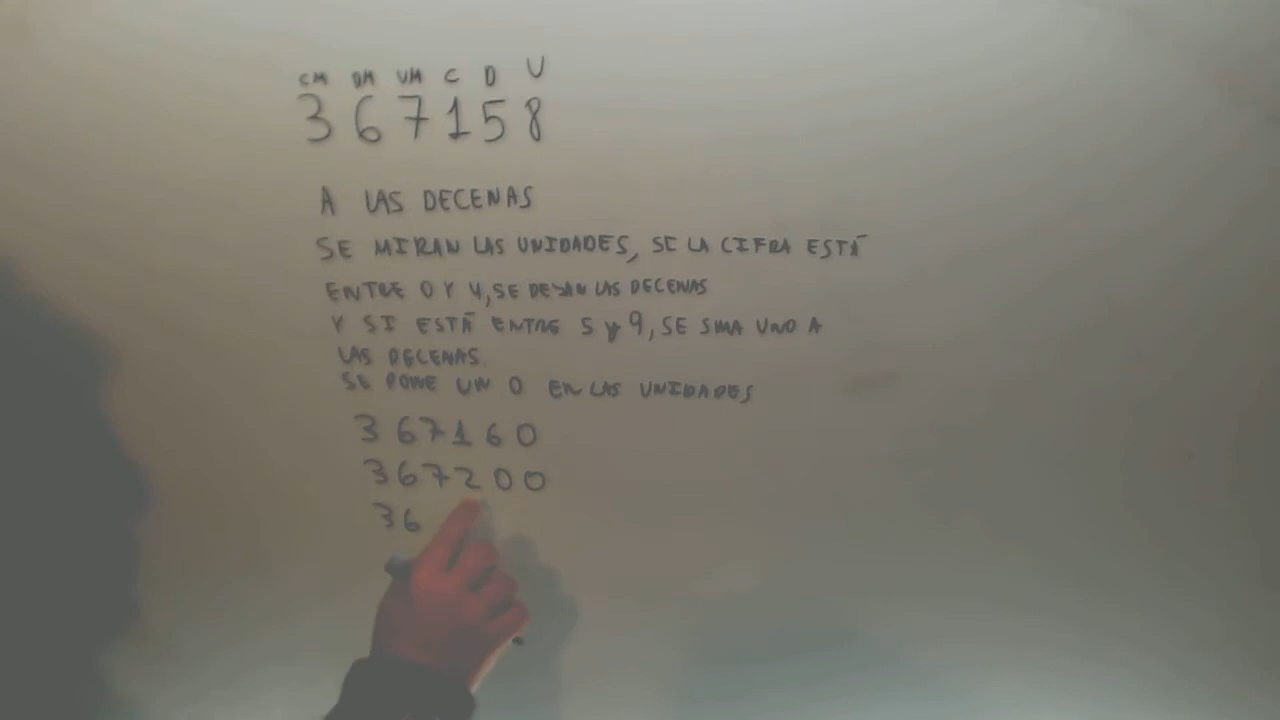 CM DM UM C D U
3 6 7 1 5 8
A LAS DECENAS
SE MIRAN LAS UNIDADES, SI LA CIFRA ESTÁ
ENTRE 0 Y 4, SE DEJAN LAS DECENAS
Y SI ESTÁ ENTRE 5 y 9, SE SUMA UNO A
LAS DECENAS.
SE PONE UN 0 EN LAS UNIDADES
3 6 7 1 6 0
3 6 7 2 0 0
3 6